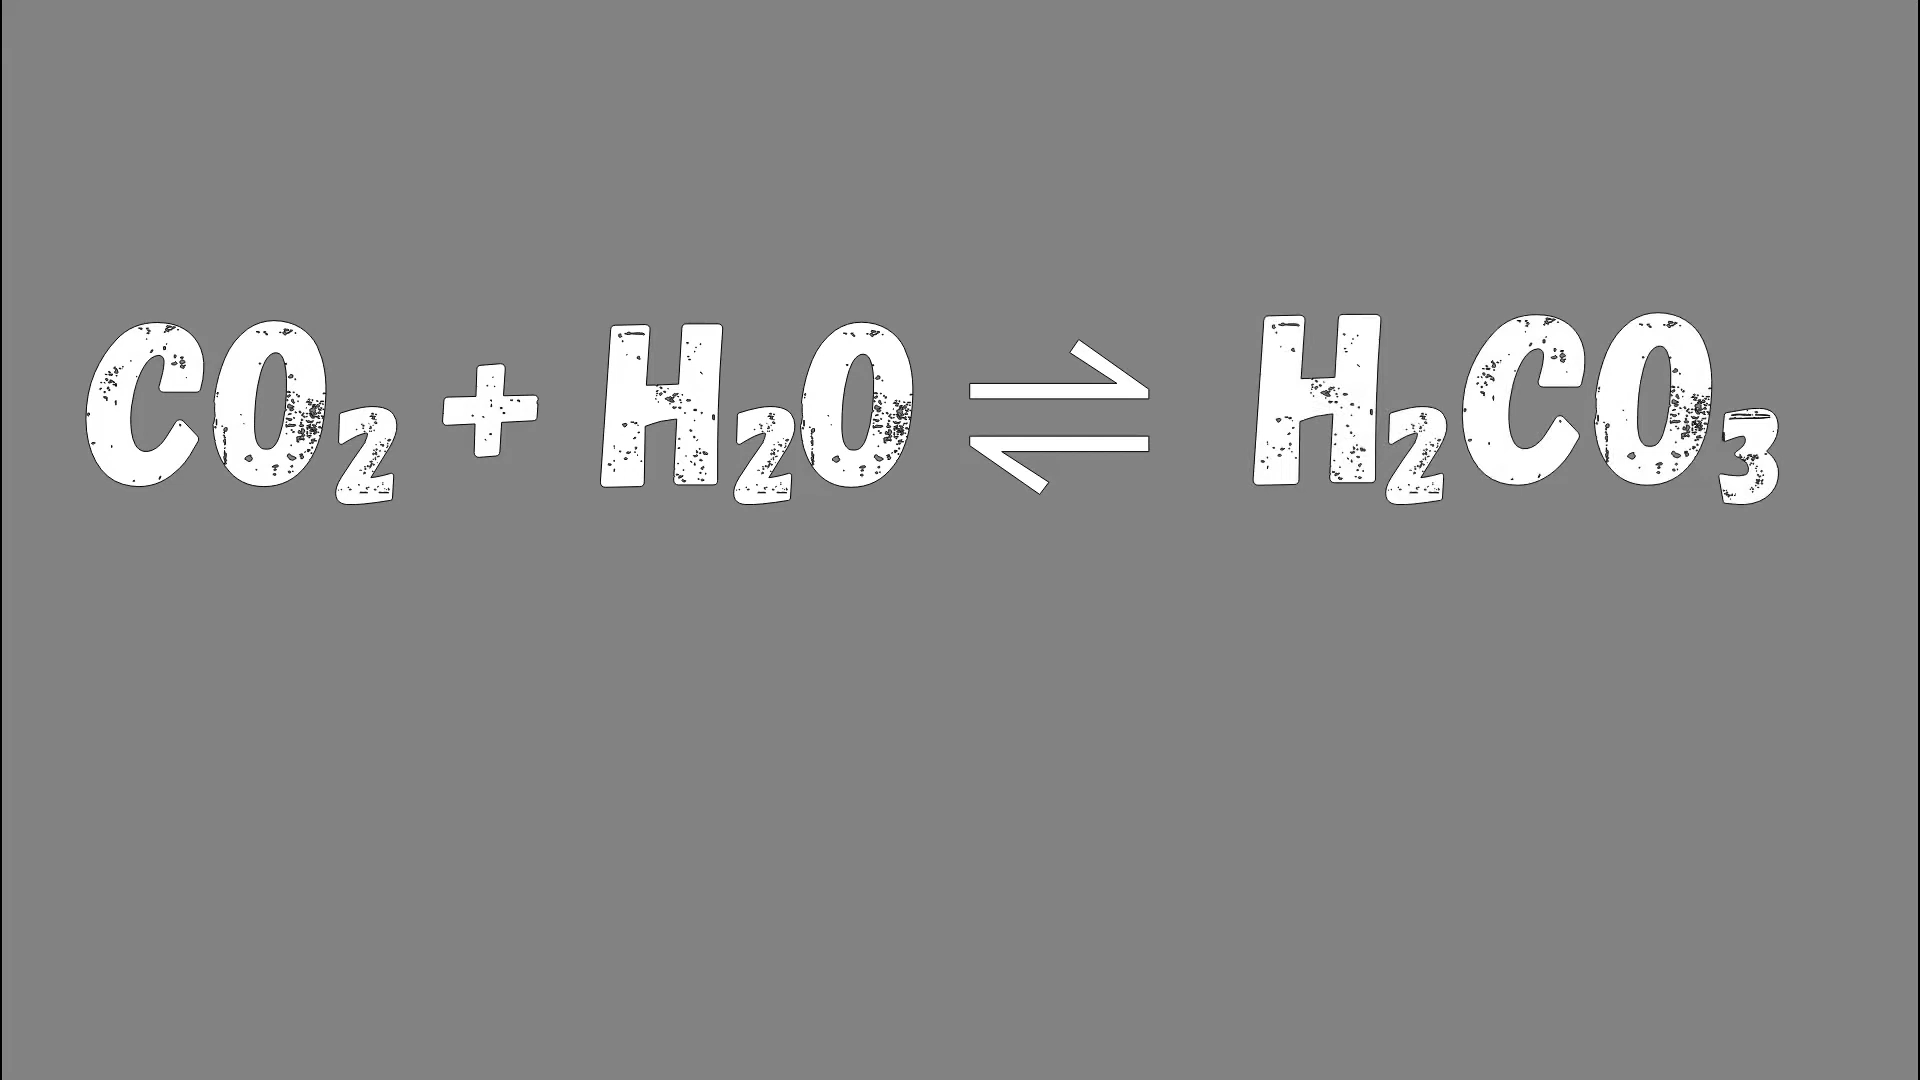 CO₂ + H₂O ⇌ H₂CO₃